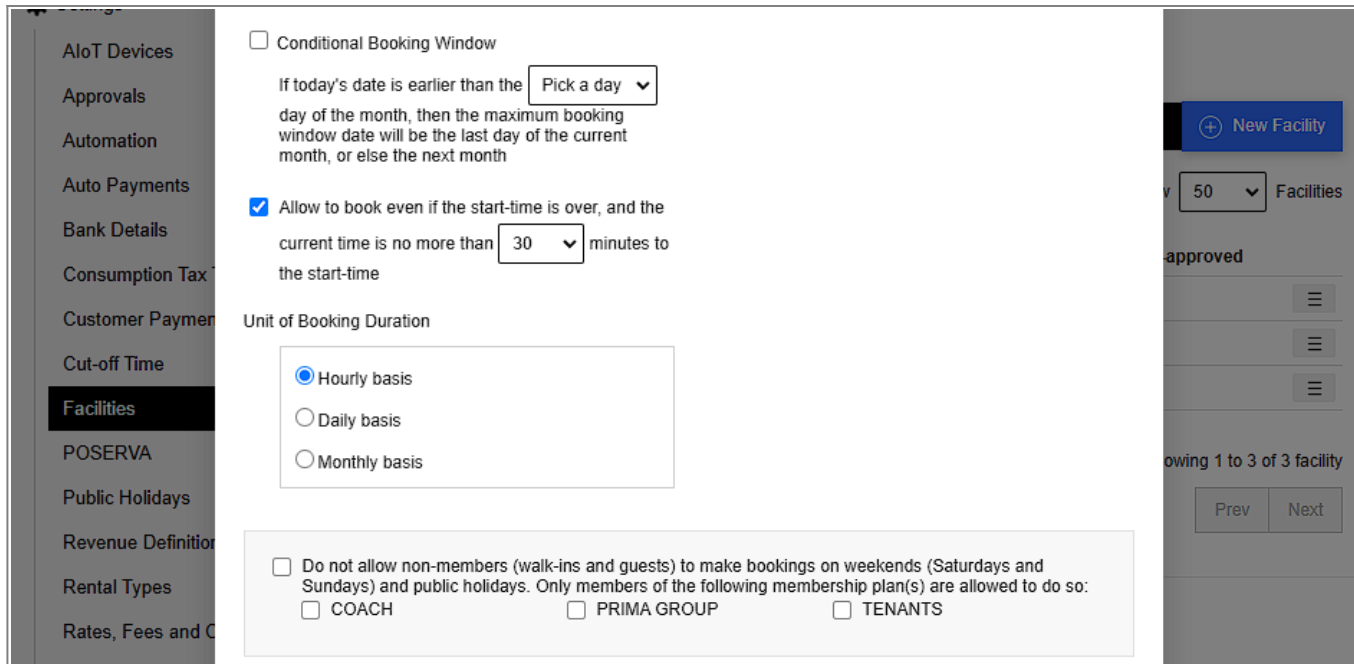 Settings
AIoT Devices
Approvals
Automation
Auto Payments
Bank Details
Consumption Tax
Customer
Cut-off Time
Facilities
POSERVA
Public Holidays
Revenue
Rental Types
Rates, Fees and
Conditional Booking Window
If today's date is earlier than the Pick a day
day of the month, then the maximum booking
window date will be the last day of the current
month, or else the next month
Allow to book even if the start-time is over, and the
current time is no more than 30 minutes to
the start-time
Unit of Booking Duration
Hourly basis
Daily basis
Monthly basis
Do not allow non-members (walk-ins and guests) to make bookings on weekends (Saturdays and
Sundays) and public holidays. Only members of the following membership plan(s) are allowed to do so:
COACH PRIMA GROUP TENANTS
New Facility
50 Facilities
-approved
owing 1 to 3 of 3 facility
Prev Next